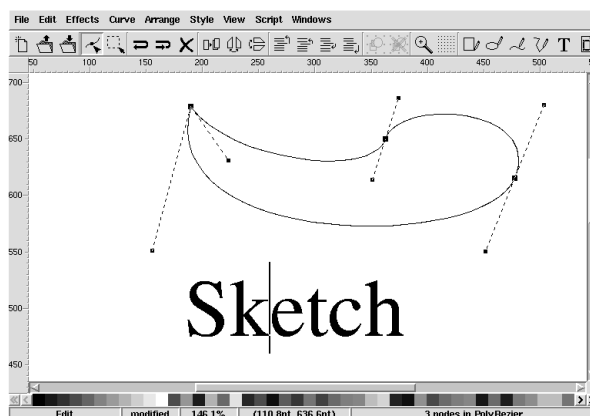 File Edit Effects Curve Arrange Style View Script Windows
T
50 100 150 200 250 300 350 400 450 500
700
650
600
550
500
450
Sketch
Edit modified 146.1% (110.8pt, 636.6pt) 3 nodes in PolyBezier